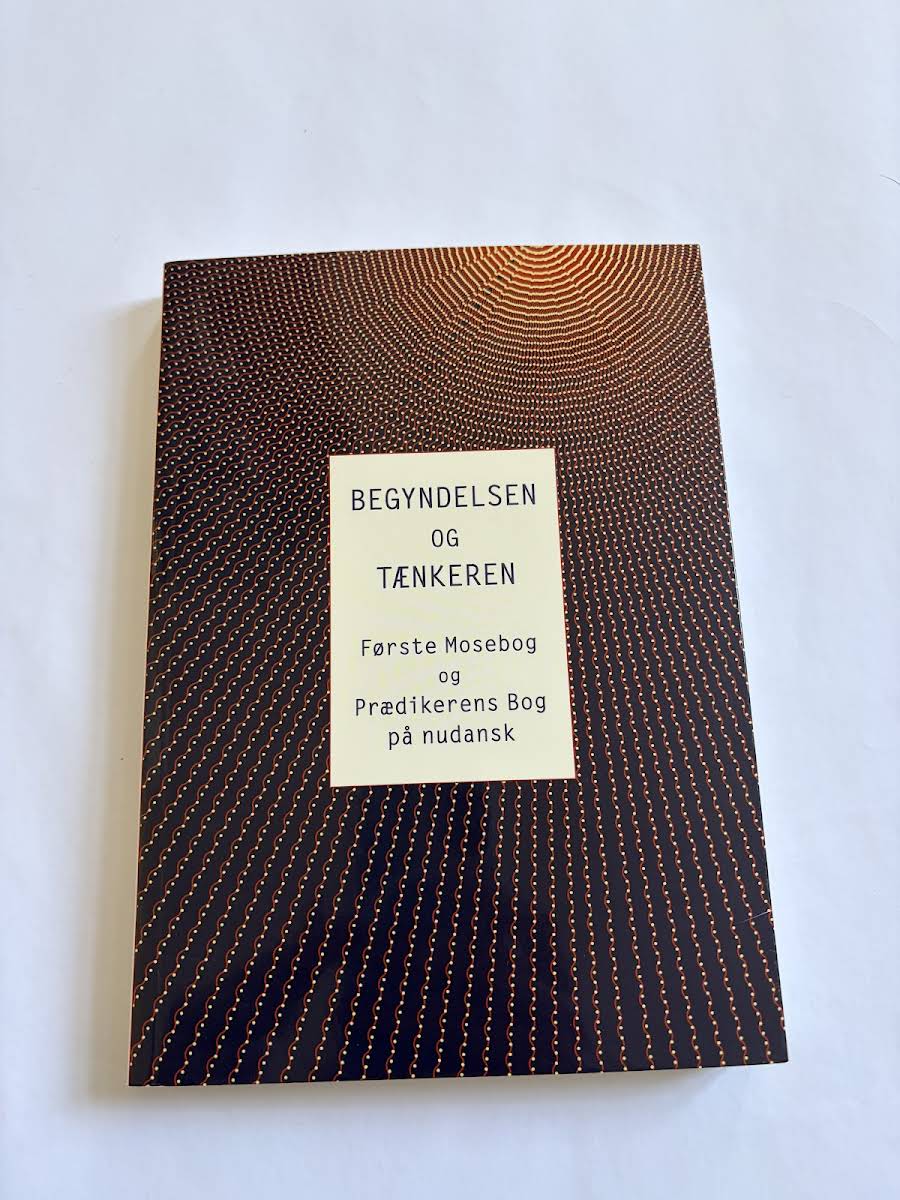 BEGYNDELSEN
OG
TÆNKEREN
Første Mosebog
og
Prædikerens Bog
på nudansk